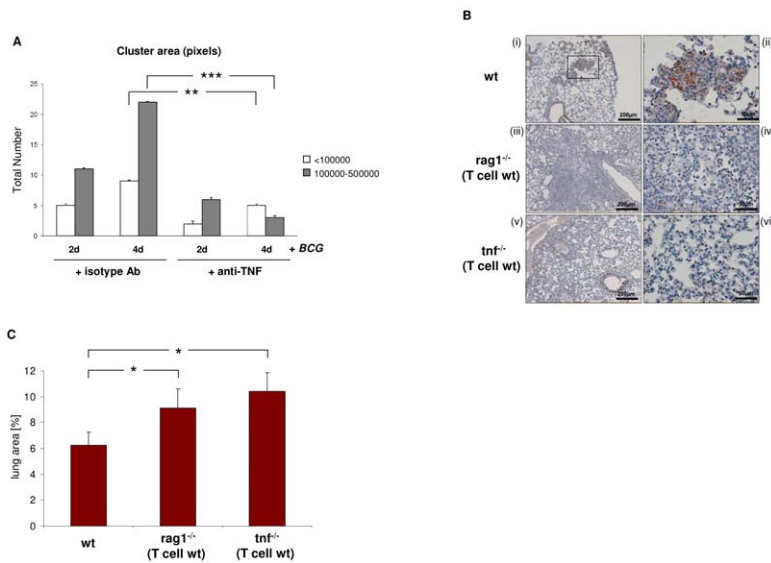 A
Cluster area (pixels)
***
**
25
20
15
10
5
0
Total Number
<100000
100000-500000
2d 4d 2d 4d + BCG
+ isotype Ab + anti-TNF
B
(i) (ii)
wt
200µm
(iii) (iv)
rag1-/-
(T cell wt)
200µm
(v) (vi)
tnf-/-
(T cell wt)
200µm
C
*
*
12
10
8
6
4
2
0
lung area [%]
wt rag1-/- tnf-/-
(T cell wt) (T cell wt)